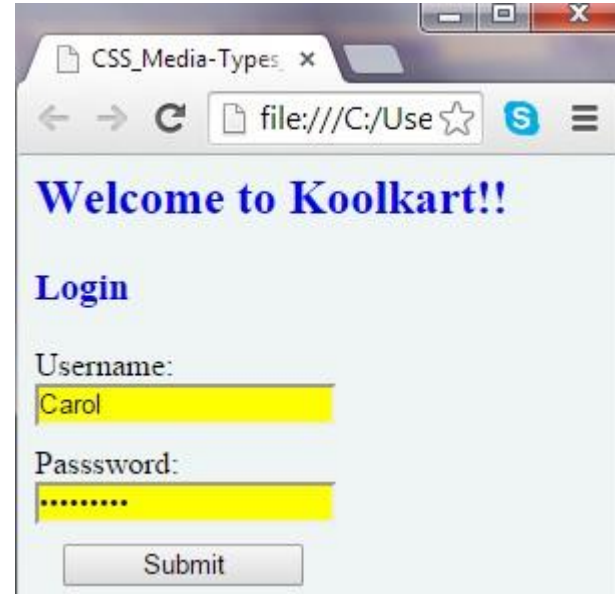 CSS_Media-Types
file:///C:/Use
Welcome to Koolkart!!
Login
Username:
Carol
Passsword:
•••••••••
Submit